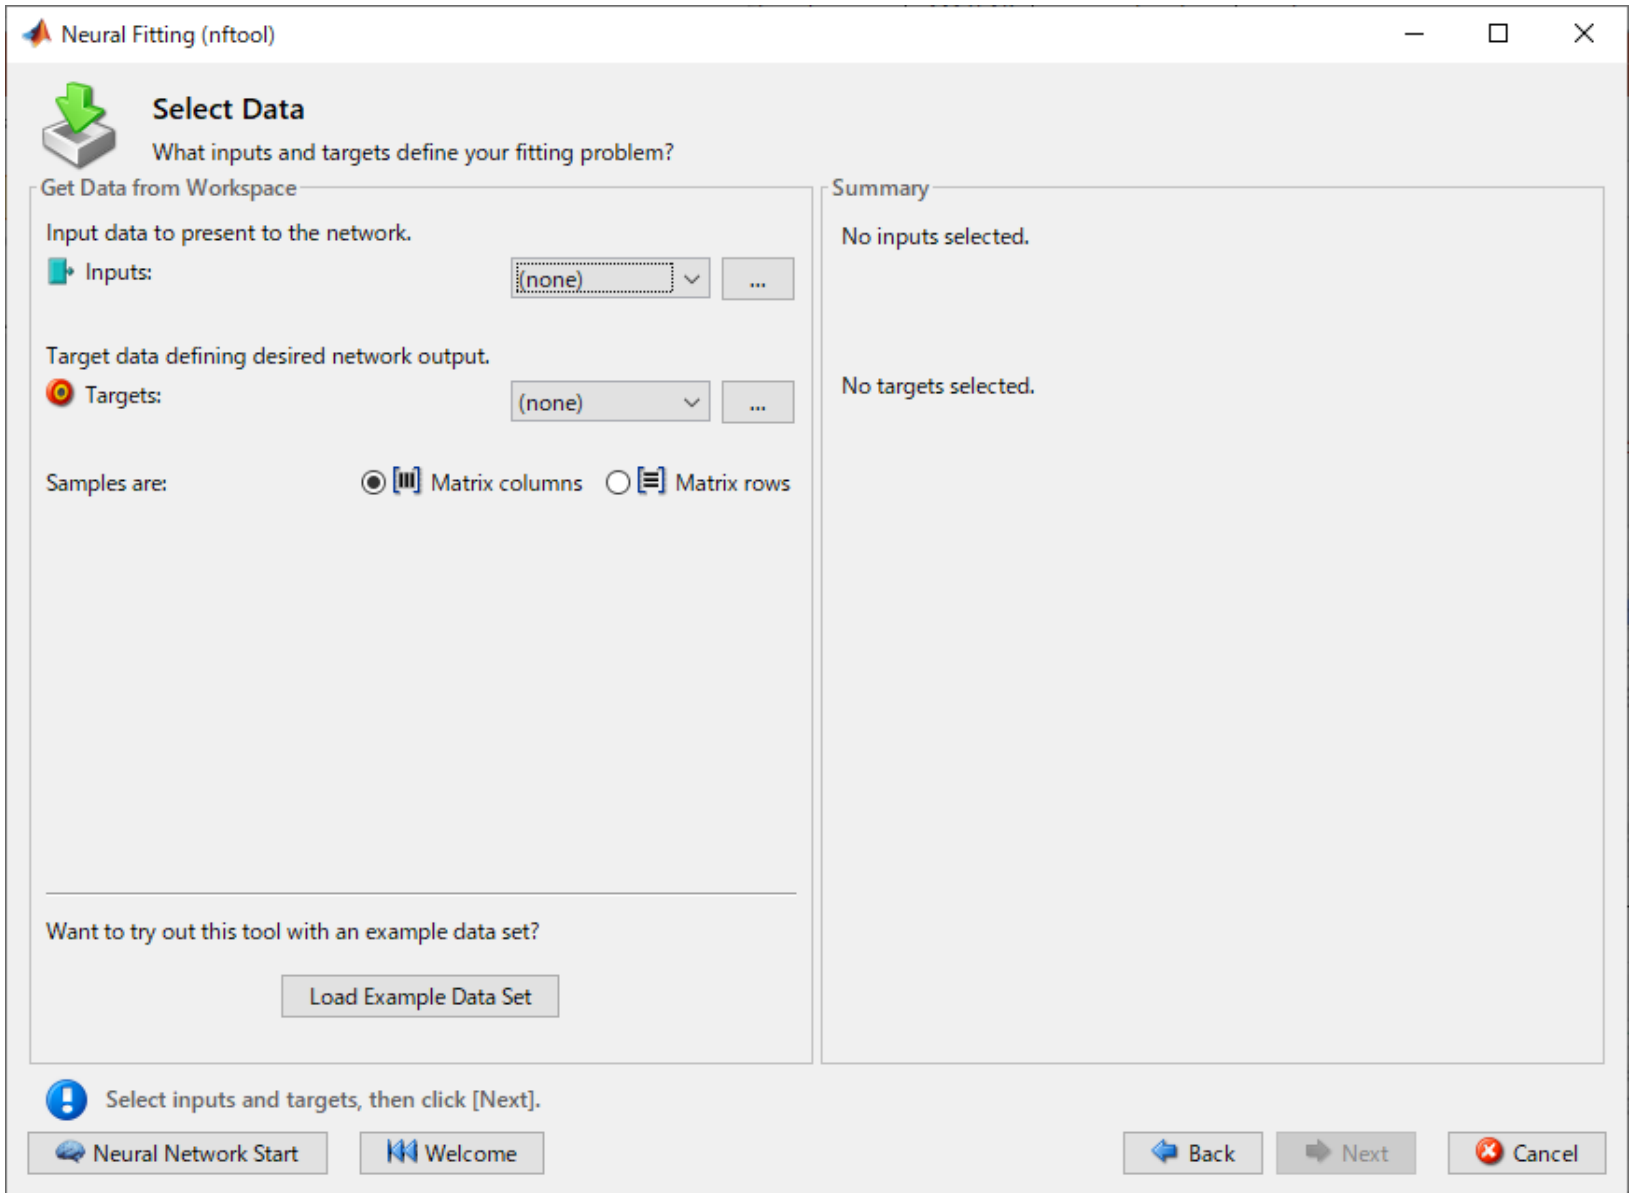 Neural Fitting (nftool)
Select Data
What inputs and targets define your fitting problem?
Get Data from Workspace
Input data to present to the network.
Inputs:
(none)
...
Target data defining desired network output.
Targets:
(none)
...
Samples are:
Matrix columns
Matrix rows
Want to try out this tool with an example data set?
Load Example Data Set
Summary
No inputs selected.
No targets selected.
Select inputs and targets, then click [Next].
Neural Network Start
Welcome
Back
Next
Cancel